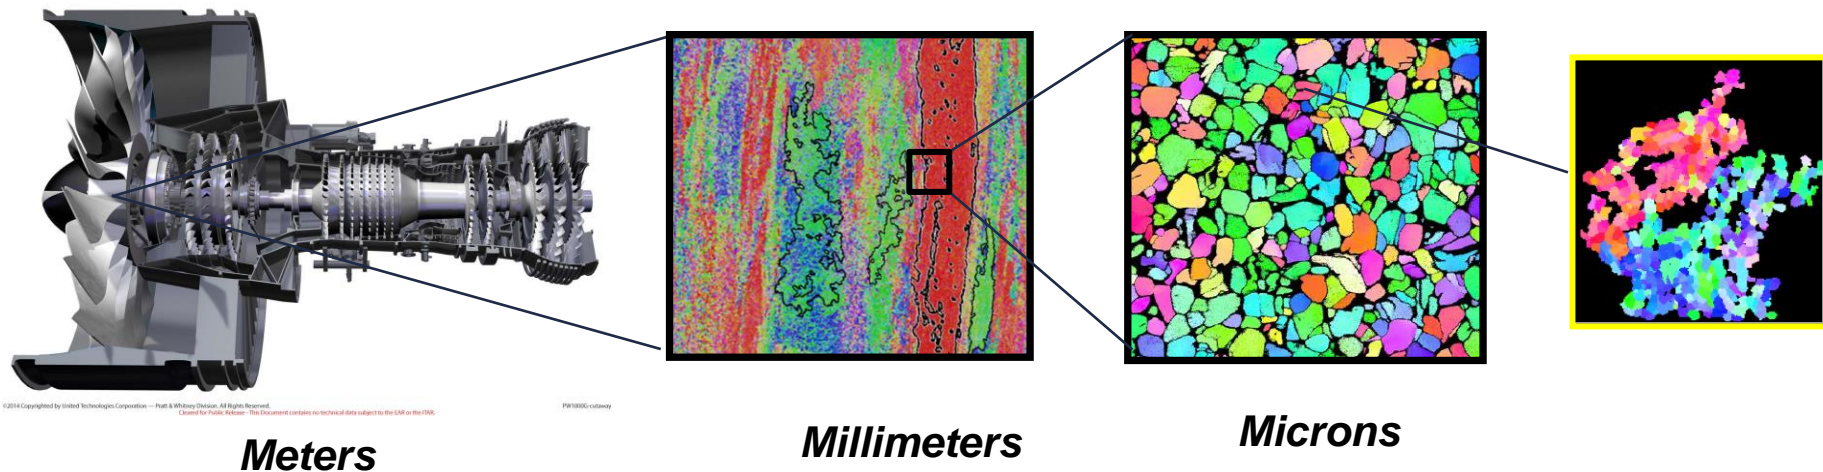 ©2014 Copyrighted by United Technologies Corporation — Pratt & Whitney Division. All Rights Reserved.
Cleared for Public Release - This Document contains no technical data subject to the EAR or the ITAR.
PW1000G-cutaway
Meters
Millimeters
Microns